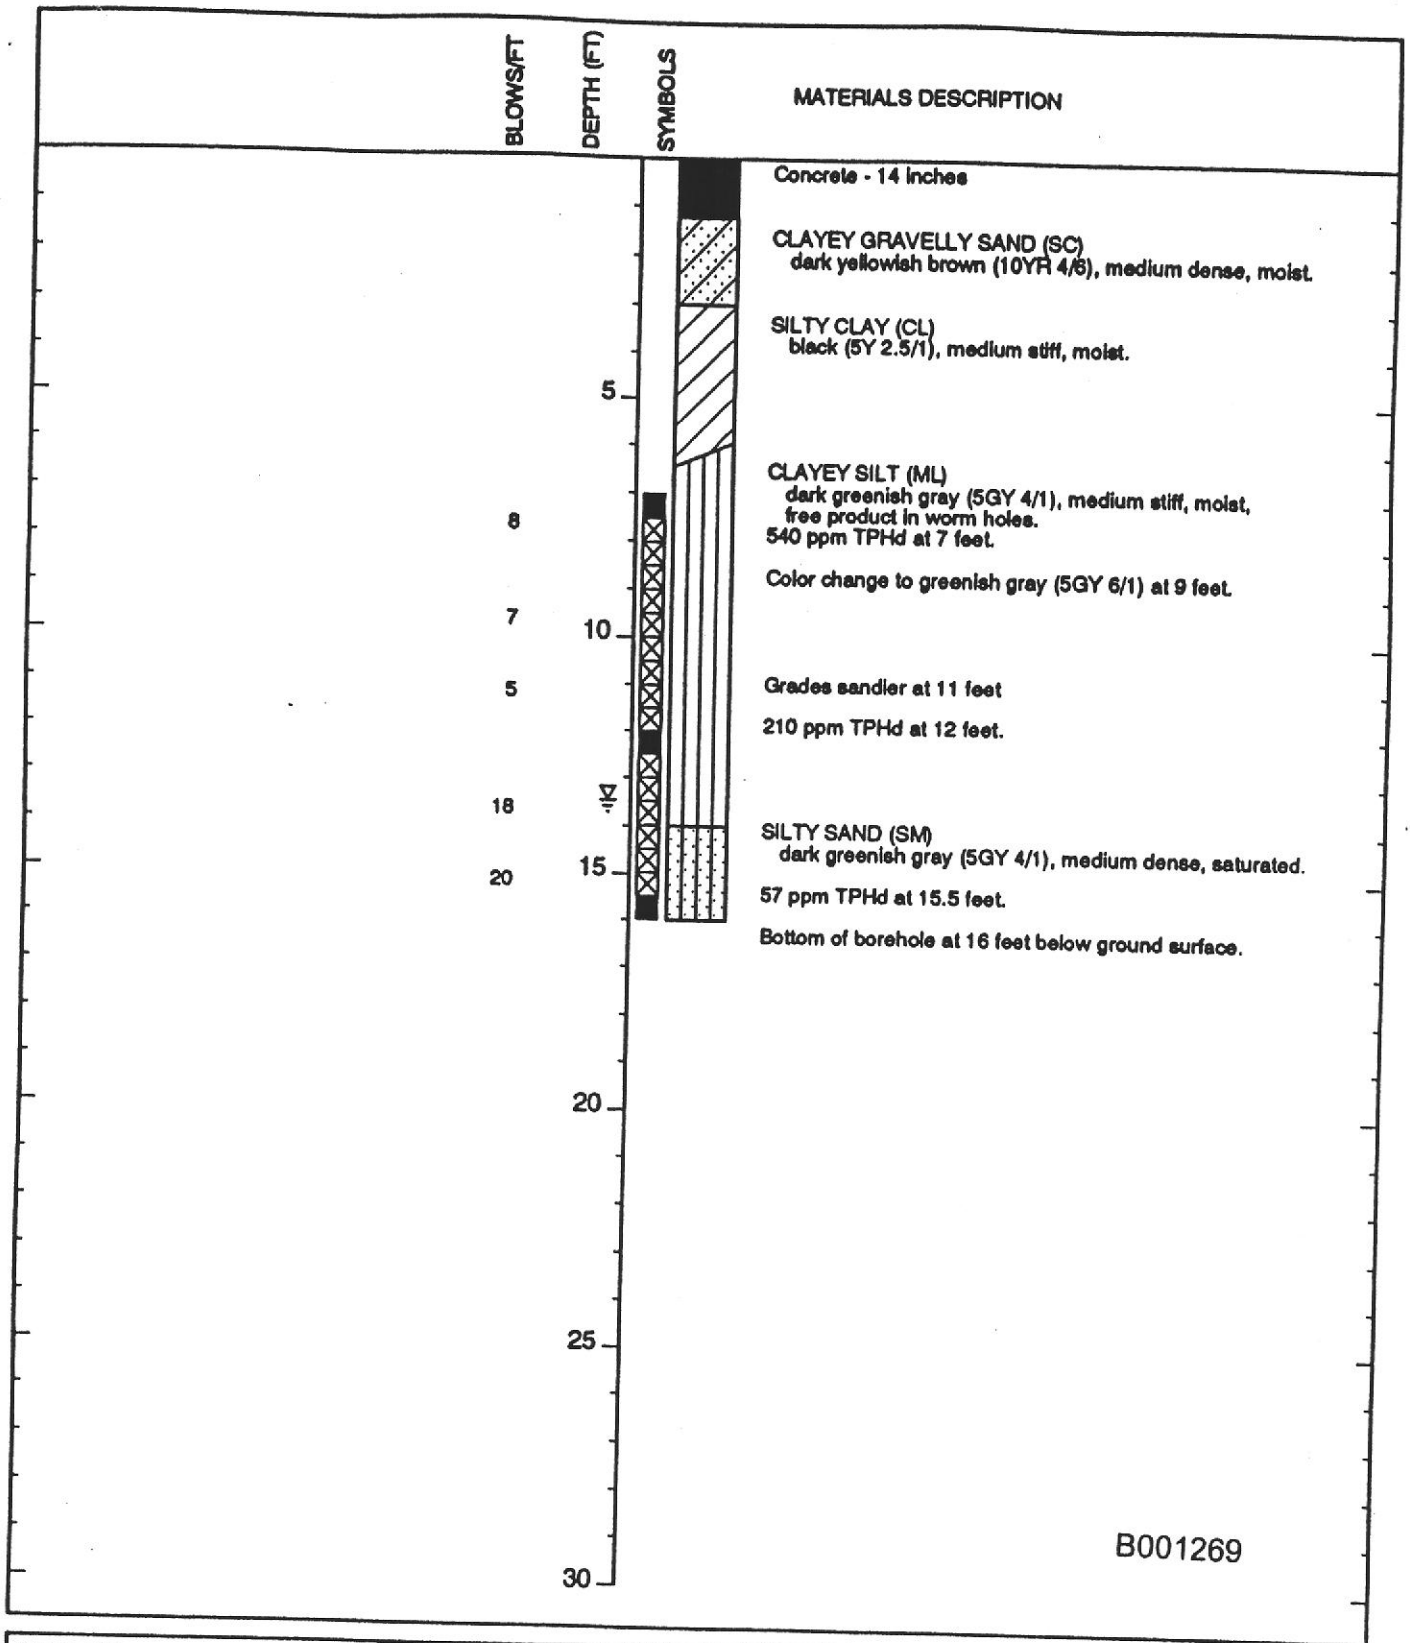 BLOWS/FT
DEPTH (FT)
SYMBOLS
MATERIALS DESCRIPTION
Concrete - 14 inches
CLAYEY GRAVELLY SAND (SC)
dark yellowish brown (10YR 4/6), medium dense, moist.
SILTY CLAY (CL)
black (5Y 2.5/1), medium stiff, moist.
5
CLAYEY SILT (ML)
dark greenish gray (5GY 4/1), medium stiff, moist,
free product in worm holes.
8
540 ppm TPHd at 7 feet.
Color change to greenish gray (5GY 6/1) at 9 feet.
7
10
5
Grades sandier at 11 feet
210 ppm TPHd at 12 feet.
18
SILTY SAND (SM)
dark greenish gray (5GY 4/1), medium dense, saturated.
20
15
57 ppm TPHd at 15.5 feet.
Bottom of borehole at 16 feet below ground surface.
20
25
30
B001269